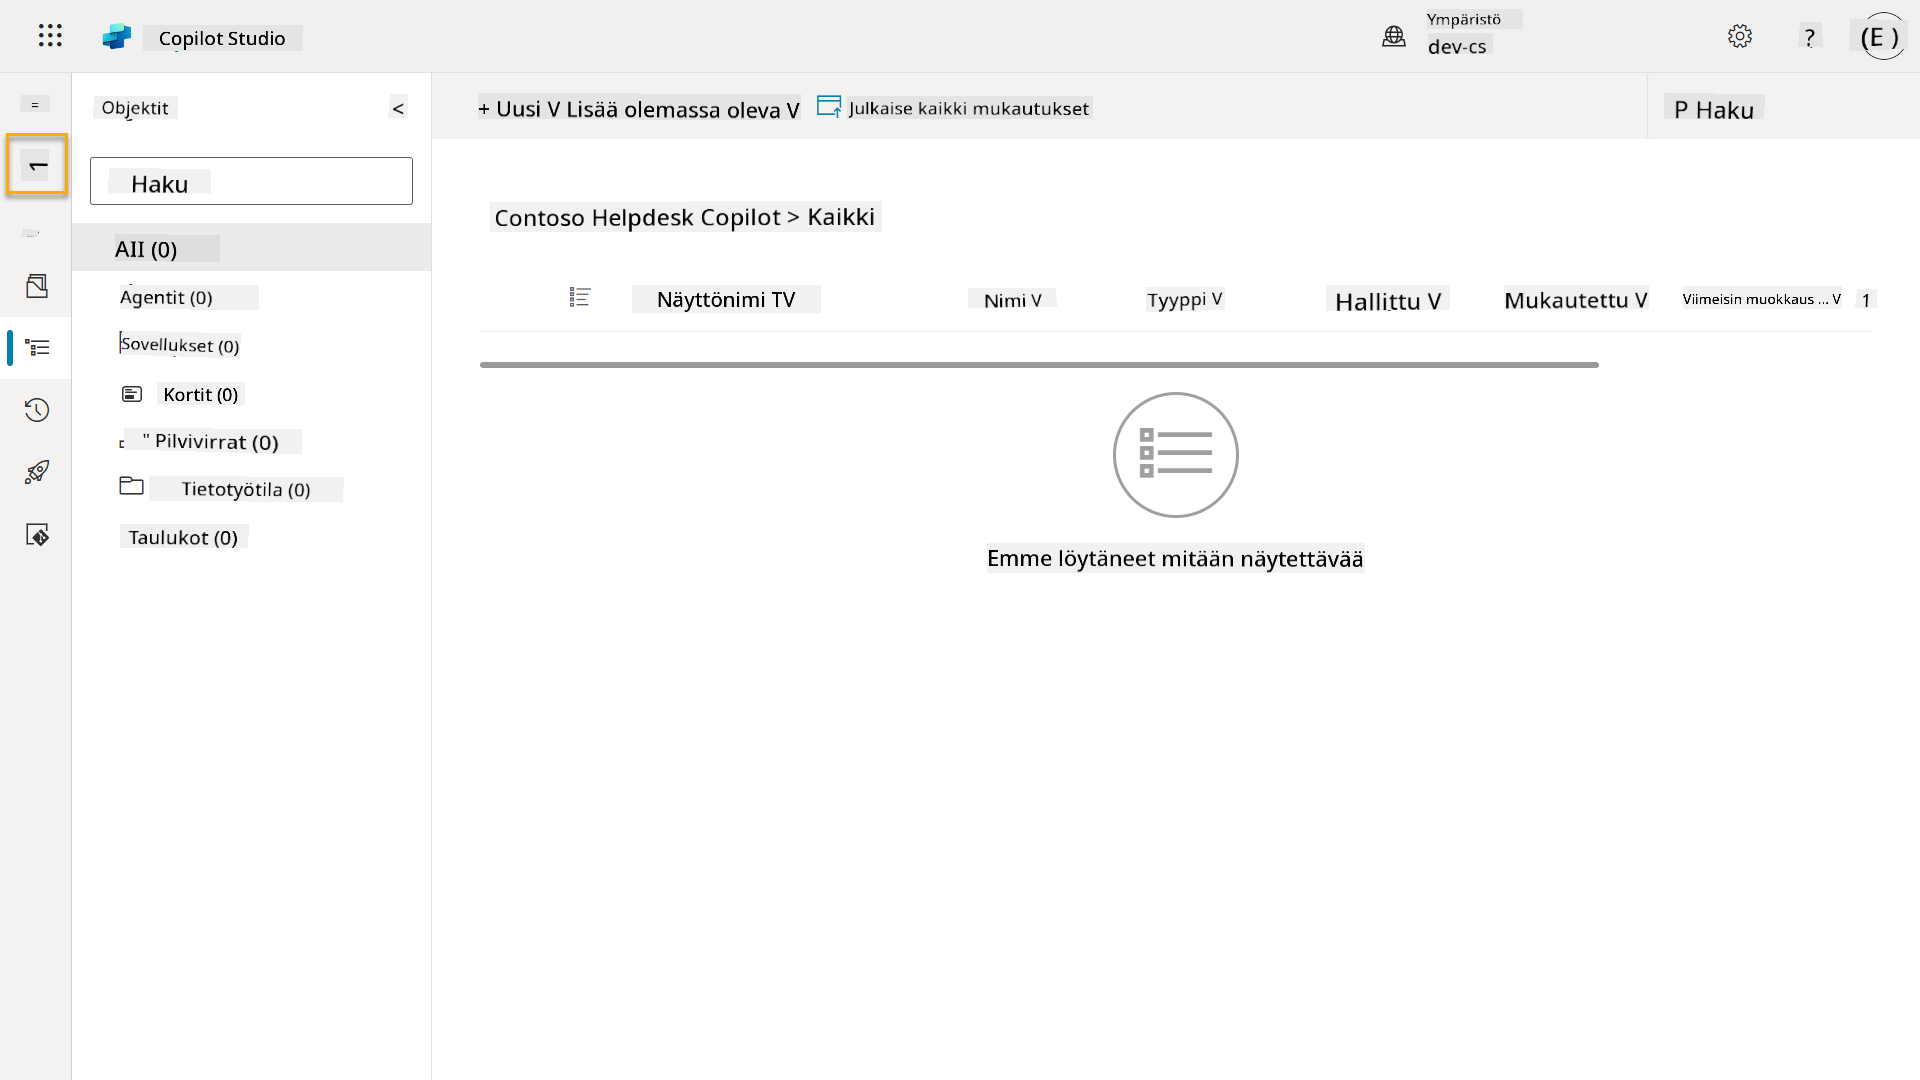 Copilot Studio
Ympäristö
dev-cs
?
(E )
=
Objektit
<
+ Uusi V Lisää olemassa oleva V
Julkaise kaikki mukautukset
P Haku
1
Haku
Contoso Helpdesk Copilot > Kaikki
AII (0)
Agentit (0)
Sovellukset (0)
Kortit (0)
" Pilvivirrat (0)
Tietotyötila (0)
Taulukot (0)
Näyttönimi TV
Nimi V
Tyyppi V
Hallittu V
Mukautettu V
Viimeisin muokkaus ... V
1
Emme löytäneet mitään näytettävää